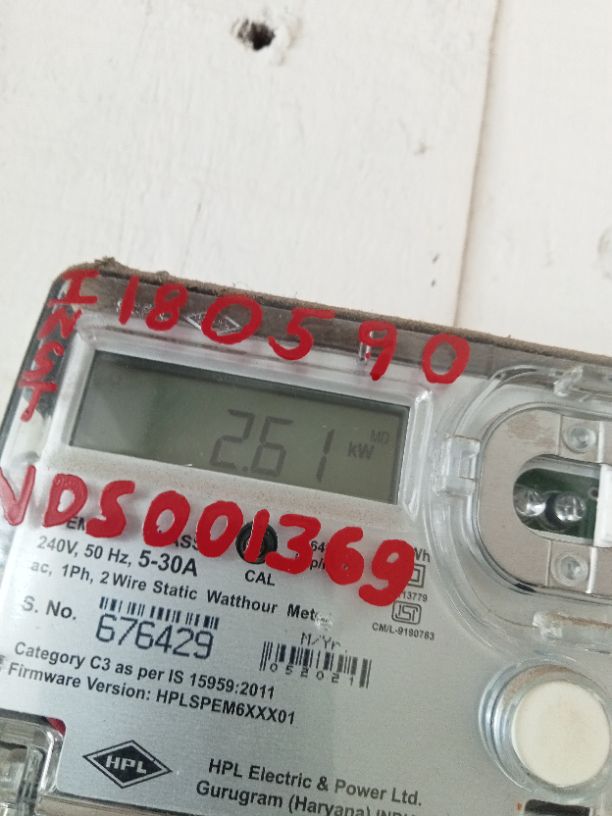 INST
1180590
MD
2.61 kW
VDS001369
240V, 50 Hz, 5-30A
CAL
ac, 1Ph, 2 Wire Static Watthour
13779
CM/L-9180763
S. No.
676429
M/Yr.
052021
Category C3 as per IS 15959:2011
Firmware Version: HPLSPEM6XXX01
HPL
HPL Electric & Power Ltd.
Gurugram (Haryana)